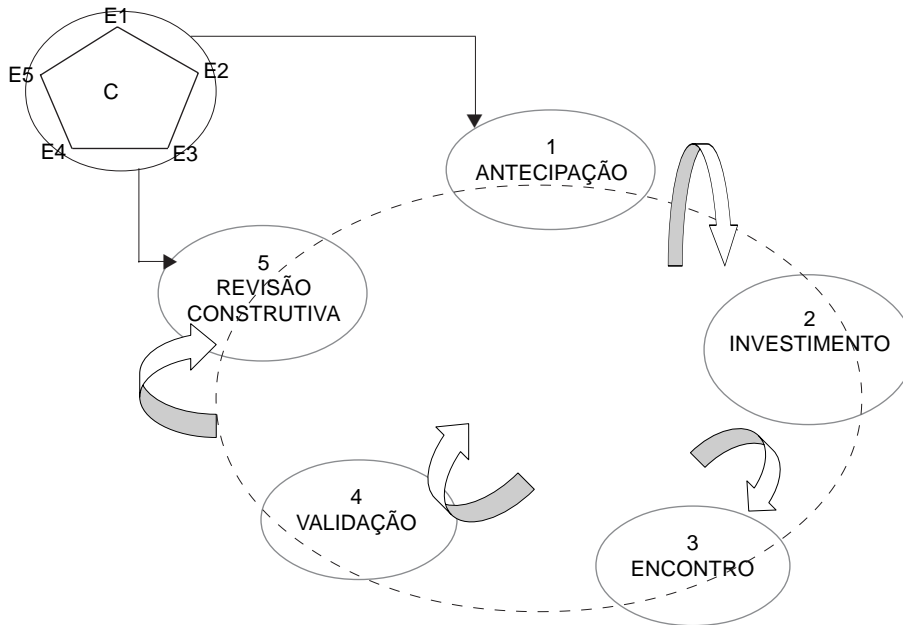 E1
E5
E2
C
E4
E3
1
ANTECIPAÇÃO
5
REVISÃO
CONSTRUTIVA
2
INVESTIMENTO
4
VALIDAÇÃO
3
ENCONTRO